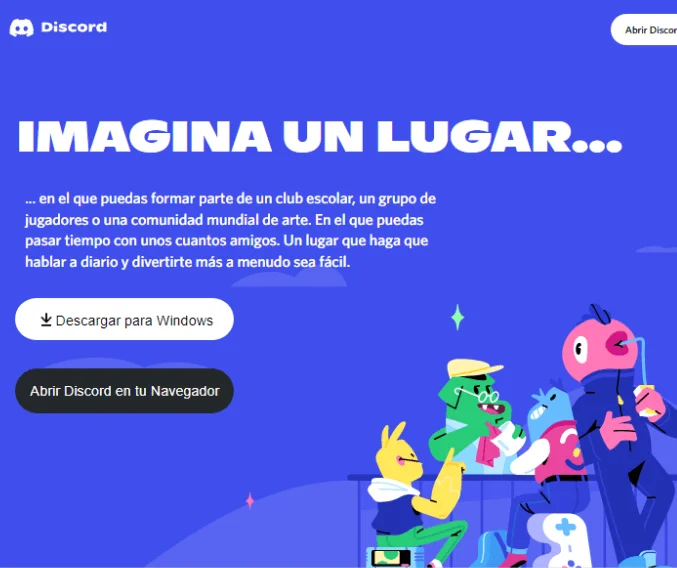 Discord
Abrir Discor
IMAGINA UN LUGAR...
... en el que puedas formar parte de un club escolar, un grupo de
jugadores o una comunidad mundial de arte. En el que puedas
pasar tiempo con unos cuantos amigos. Un lugar que haga que
hablar a diario y divertirte más a menudo sea fácil.
Descargar para Windows
Abrir Discord en tu Navegador